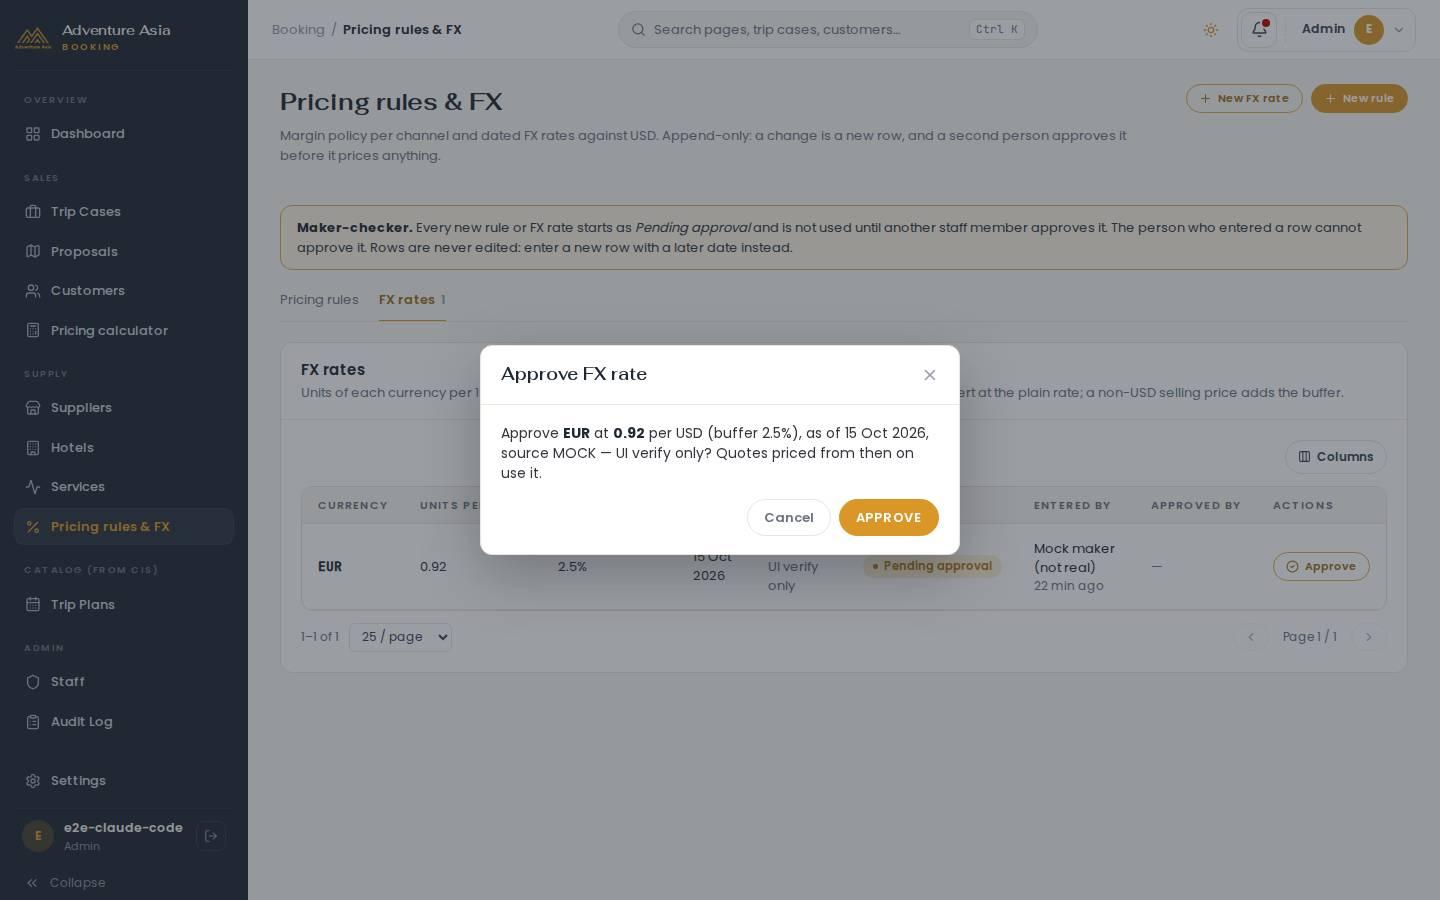 Adventure Asia
BOOKING
OVERVIEW
Dashboard
SALES
Trip Cases
Proposals
Customers
Pricing calculator
SUPPLY
Suppliers
Hotels
Services
Pricing rules & FX
CATALOG (FROM CIS)
Trip Plans
ADMIN
Staff
Audit Log
Settings
E
e2e-claude-code
Admin
Collapse
Booking / Pricing rules & FX
Search pages, trip cases, customers...
Ctrl K
Admin
E
Pricing rules & FX
New FX rate
New rule
Margin policy per channel and dated FX rates against USD. Append-only: a change is a new row, and a second person approves it
before it prices anything.
Maker-checker. Every new rule or FX rate starts as Pending approval and is not used until another staff member approves it. The person who entered a row cannot
approve it. Rows are never edited: enter a new row with a later date instead.
Pricing rules
FX rates 1
FX rates
Units of each currency per 1
ert at the plain rate; a non-USD selling price adds the buffer.
Columns
CURRENCY
UNITS PE
ENTERED BY
APPROVED BY
ACTIONS
EUR
0.92
2.5%
15 Oct
2026
UI verify
only
Pending approval
Mock maker
(not real)
22 min ago
—
Approve
1–1 of 1
25 / page
Page 1 / 1
Approve FX rate
Approve EUR at 0.92 per USD (buffer 2.5%), as of 15 Oct 2026,
source MOCK — UI verify only? Quotes priced from then on
use it.
Cancel
APPROVE